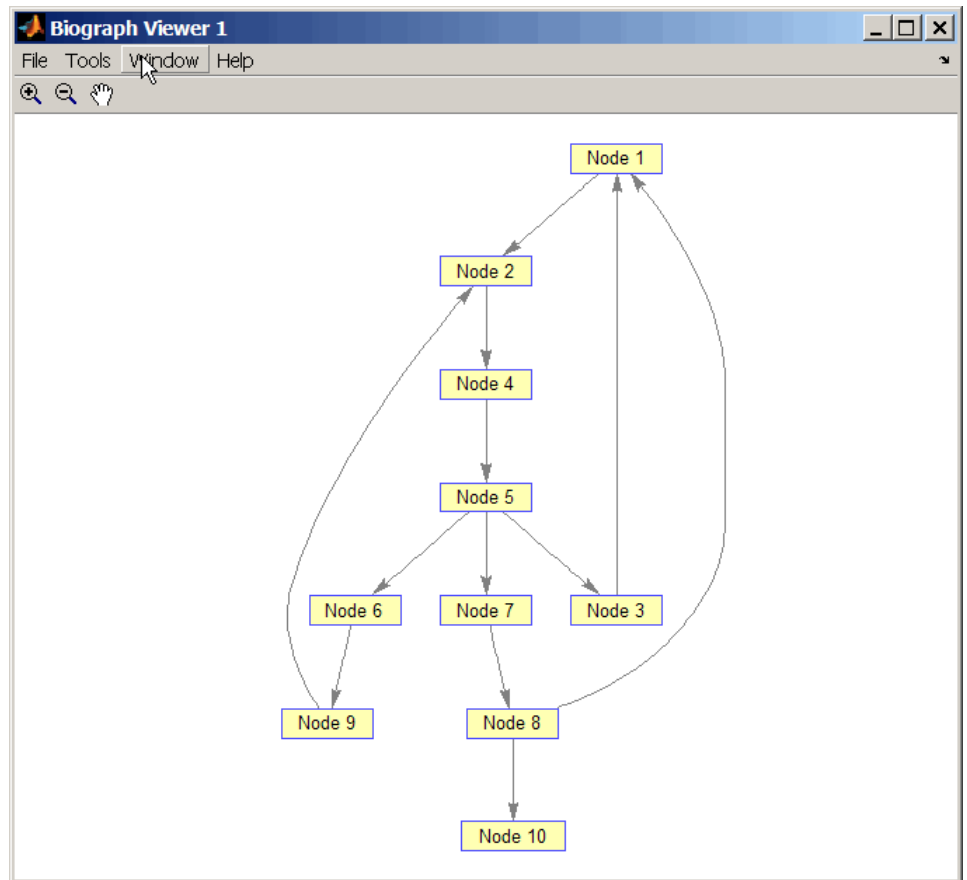 Biograph Viewer 1
File Tools Window Help
Node 1
Node 2
Node 4
Node 5
Node 6 Node 7 Node 3
Node 9 Node 8
Node 10